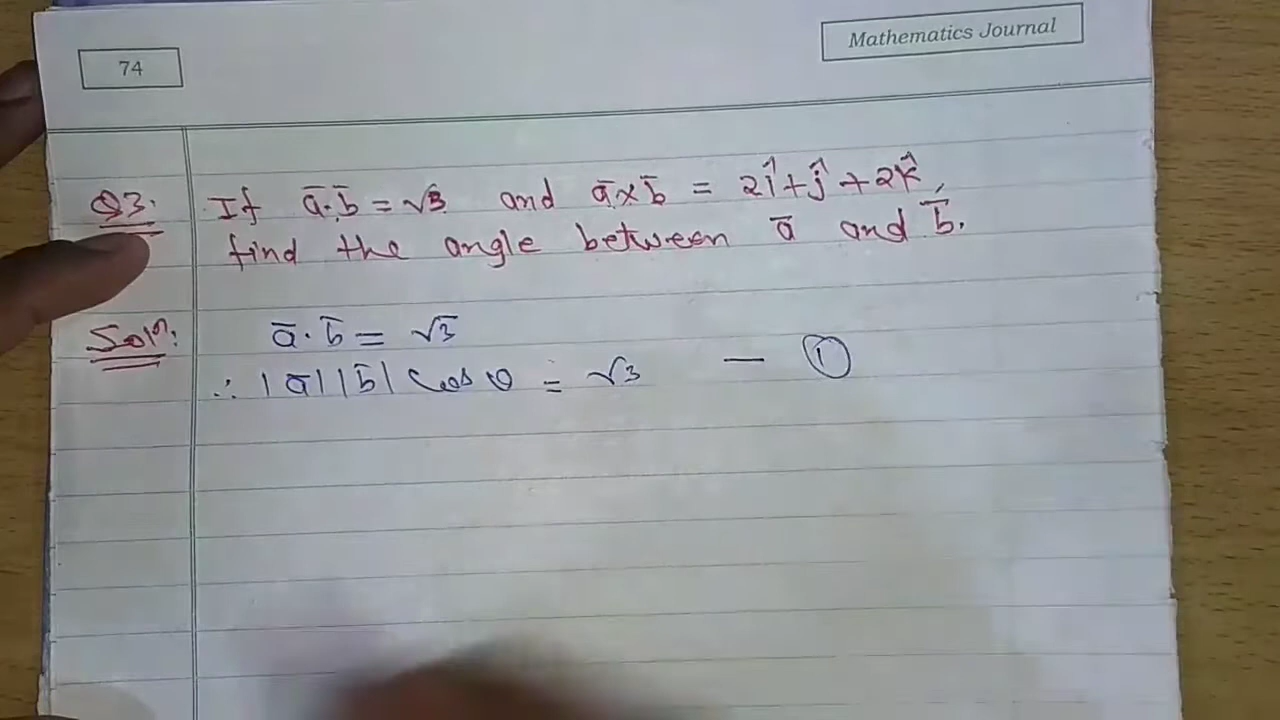 74
Mathematics Journal
Q3. If a̅·b̅ = √3 and a̅×b̅ = 2î+ĵ+2k̂,
find the angle between a̅ and b̅.
Solⁿ. a̅·b̅ = √3
∴ |a̅||b̅| cos θ = √3 — ①